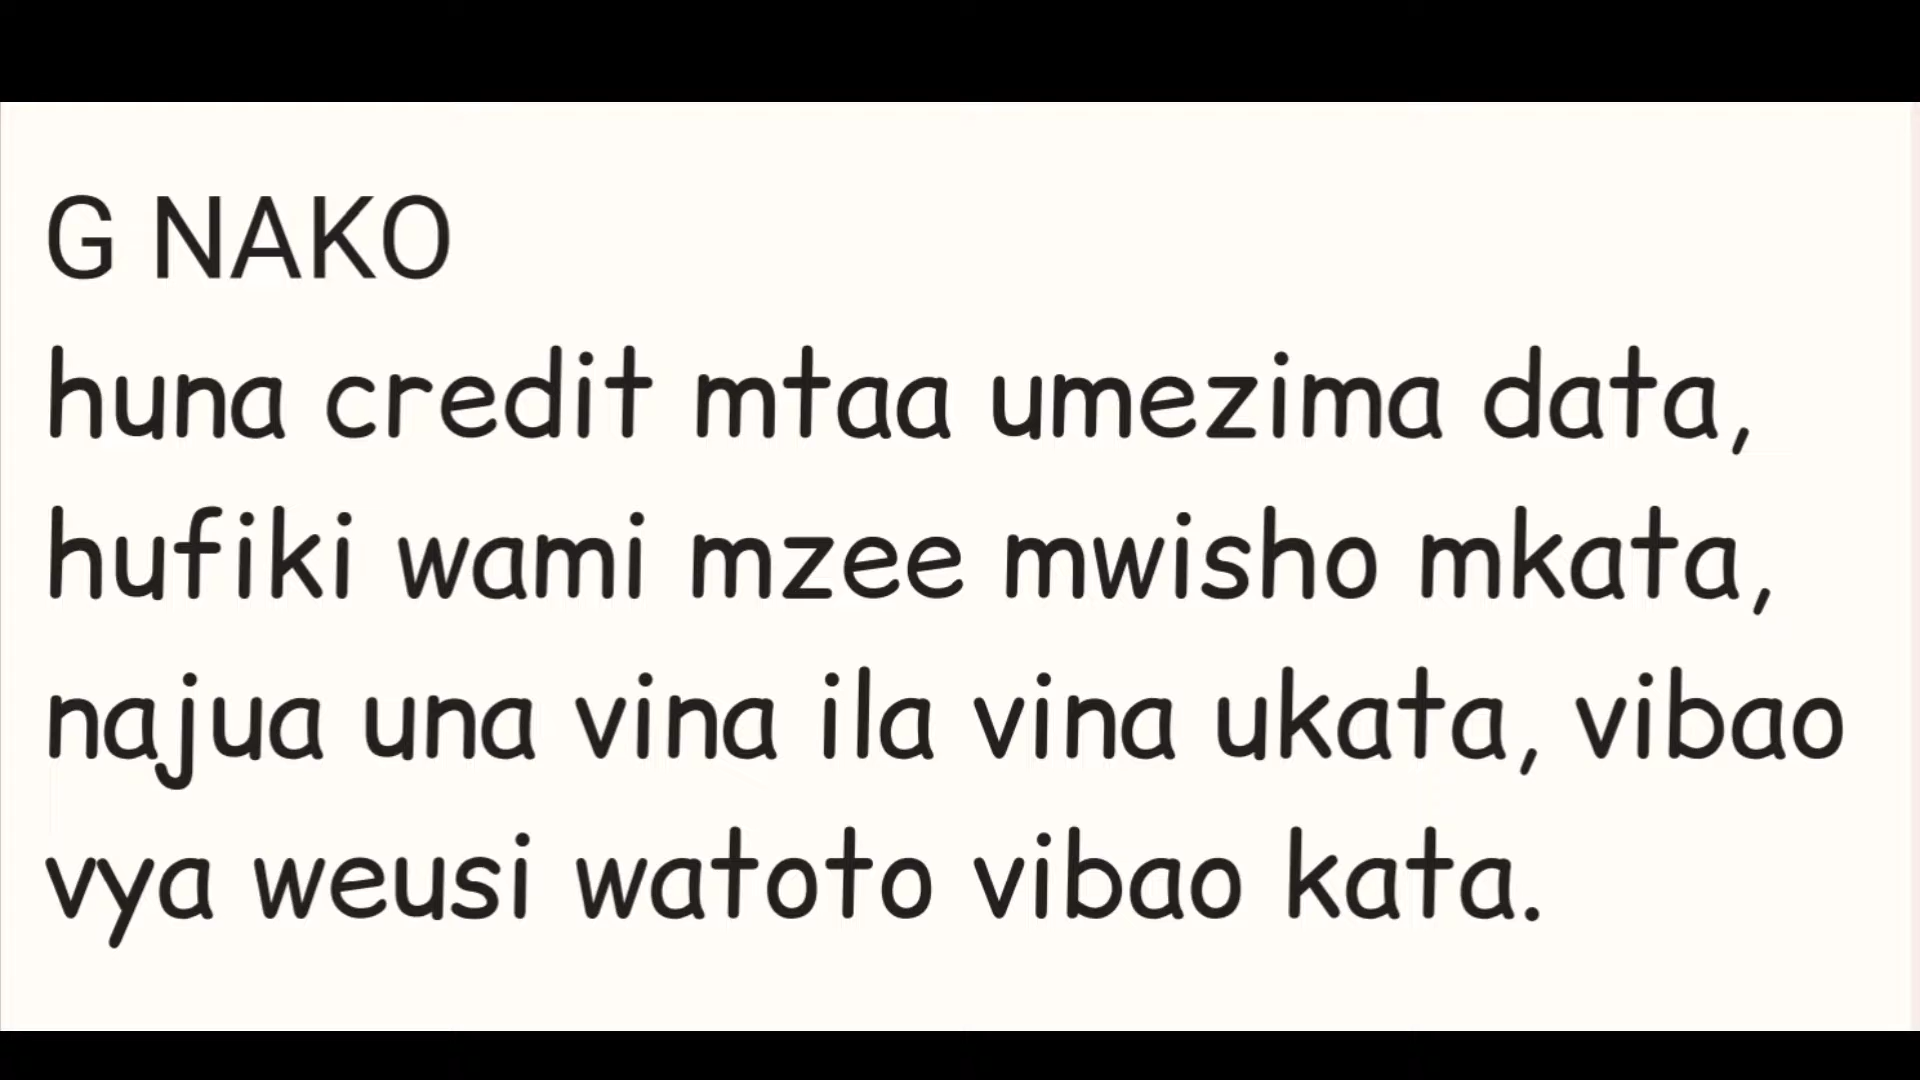 G NAKO
huna credit mtaa umezima data,
hufiki wami mzee mwisho mkata,
najua una vina ila vina ukata, vibao
vya weusi watoto vibao kata.